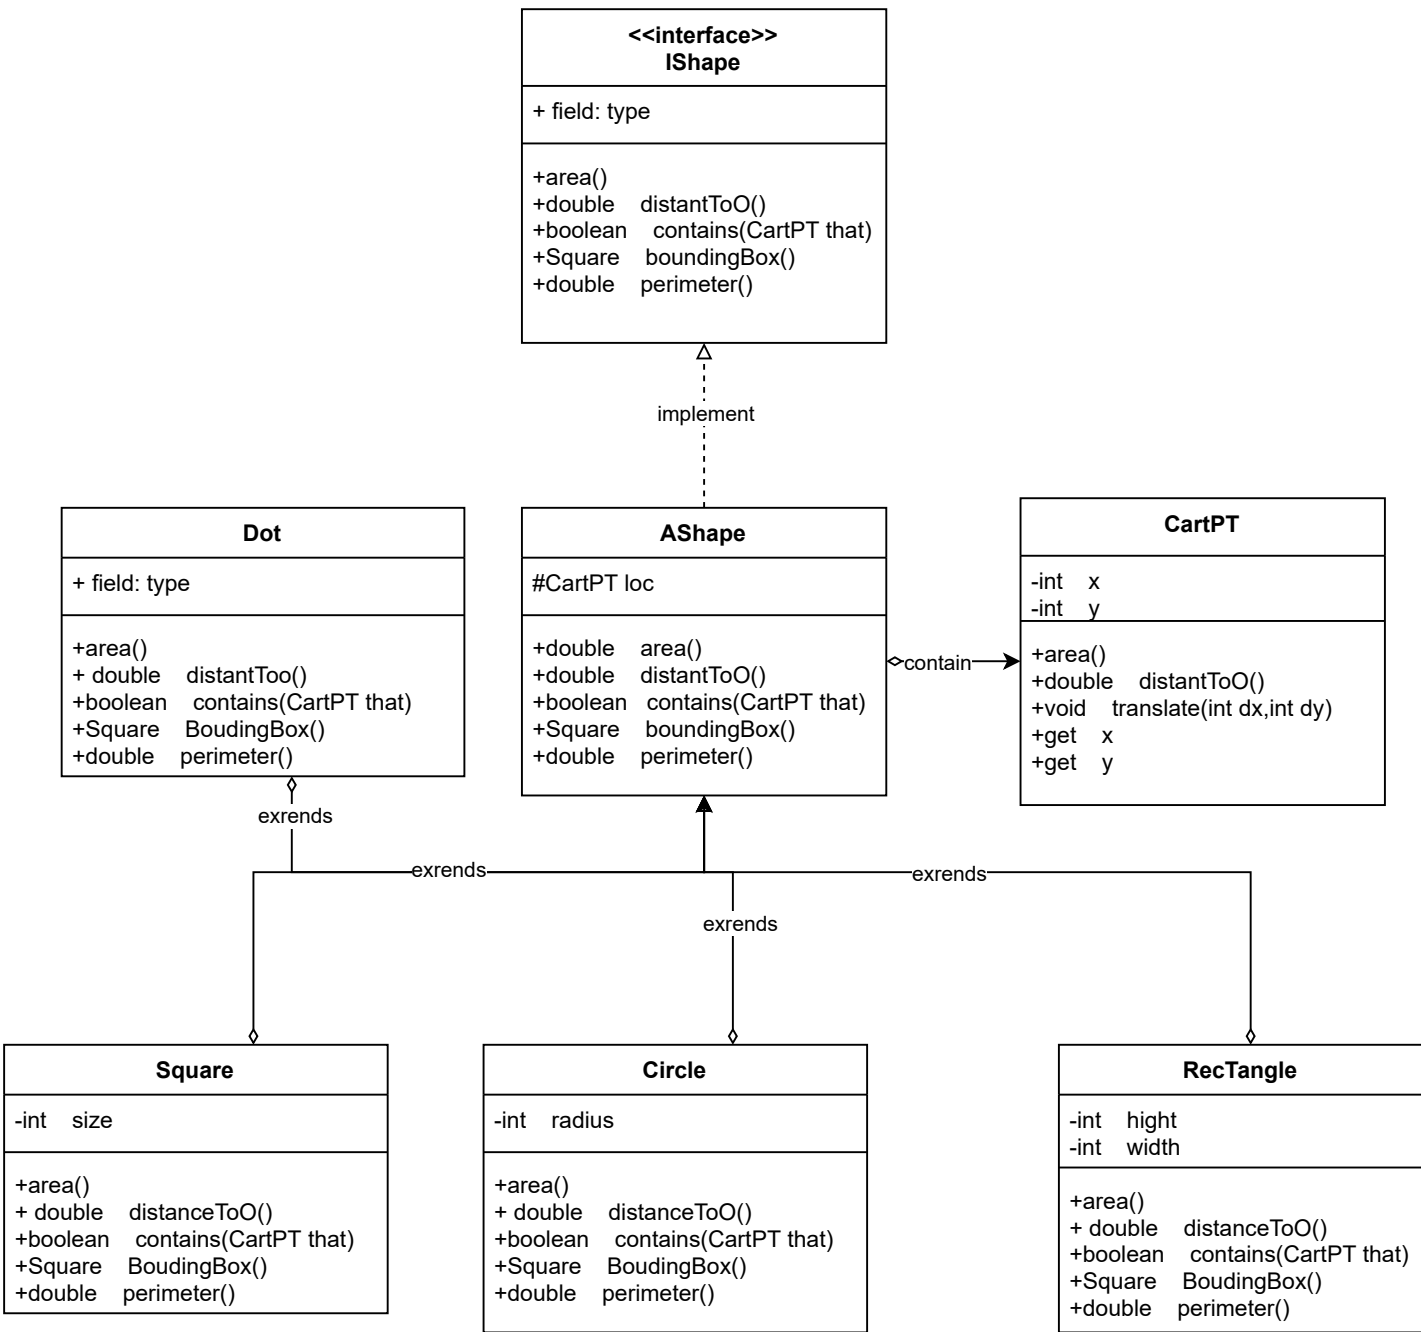 <<interface>>
IShape
+ field: type
+area()
+double distantToO()
+boolean contains(CartPT that)
+Square boundingBox()
+double perimeter()
implement
Dot
+ field: type
+area()
+ double distantToo()
+boolean contains(CartPT that)
+Square BoudingBox()
+double perimeter()
AShape
#CartPT loc
+double area()
+double distantToO()
+boolean contains(CartPT that)
+Square boundingBox()
+double perimeter()
contain
CartPT
-int x
-int y
+area()
+double distantToO()
+void translate(int dx,int dy)
+get x
+get y
exrends
exrends
exrends
exrends
Square
-int size
+area()
+ double distanceToO()
+boolean contains(CartPT that)
+Square BoudingBox()
+double perimeter()
Circle
-int radius
+area()
+ double distanceToO()
+boolean contains(CartPT that)
+Square BoudingBox()
+double perimeter()
RecTangle
-int hight
-int width
+area()
+ double distanceToO()
+boolean contains(CartPT that)
+Square BoudingBox()
+double perimeter()